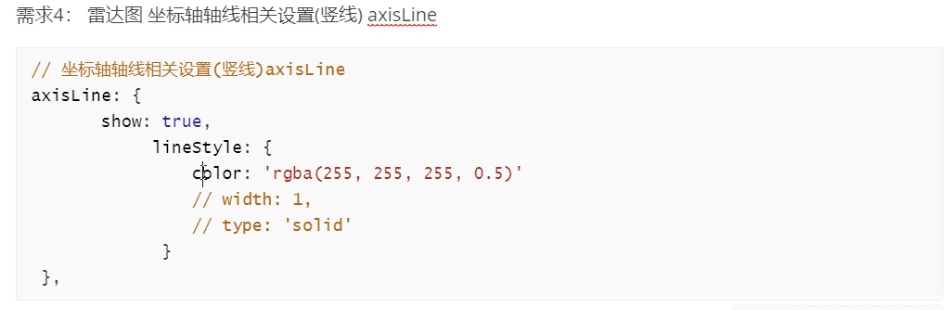 需求4： 雷达图 坐标轴轴线相关设置(竖线) axisLine
// 坐标轴轴线相关设置(竖线)axisLine
axisLine: {
show: true,
lineStyle: {
color: 'rgba(255, 255, 255, 0.5)'
// width: 1,
// type: 'solid'
}
},